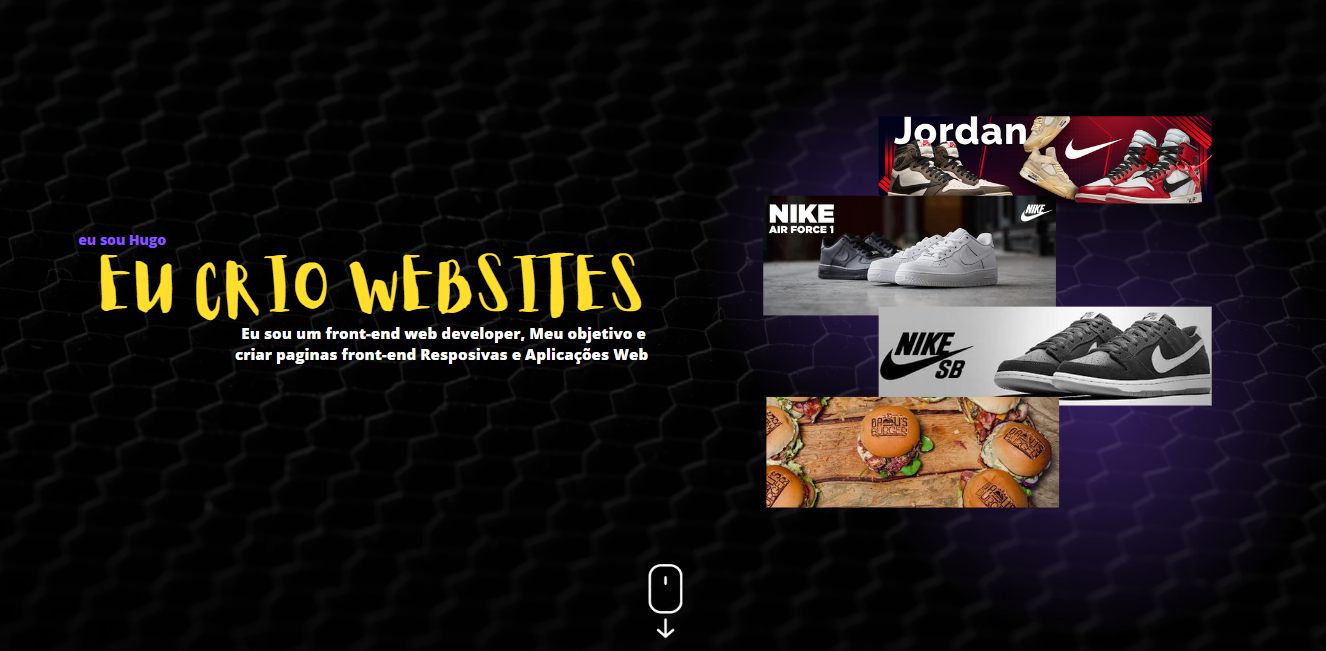 eu sou Hugo
EU CRIO WEBSITES
Eu sou um front-end web developer, Meu objetivo e
criar paginas front-end Resposivas e Aplicações Web
Jordan
NIKE
AIR FORCE 1
NIKE
NIKE
SB